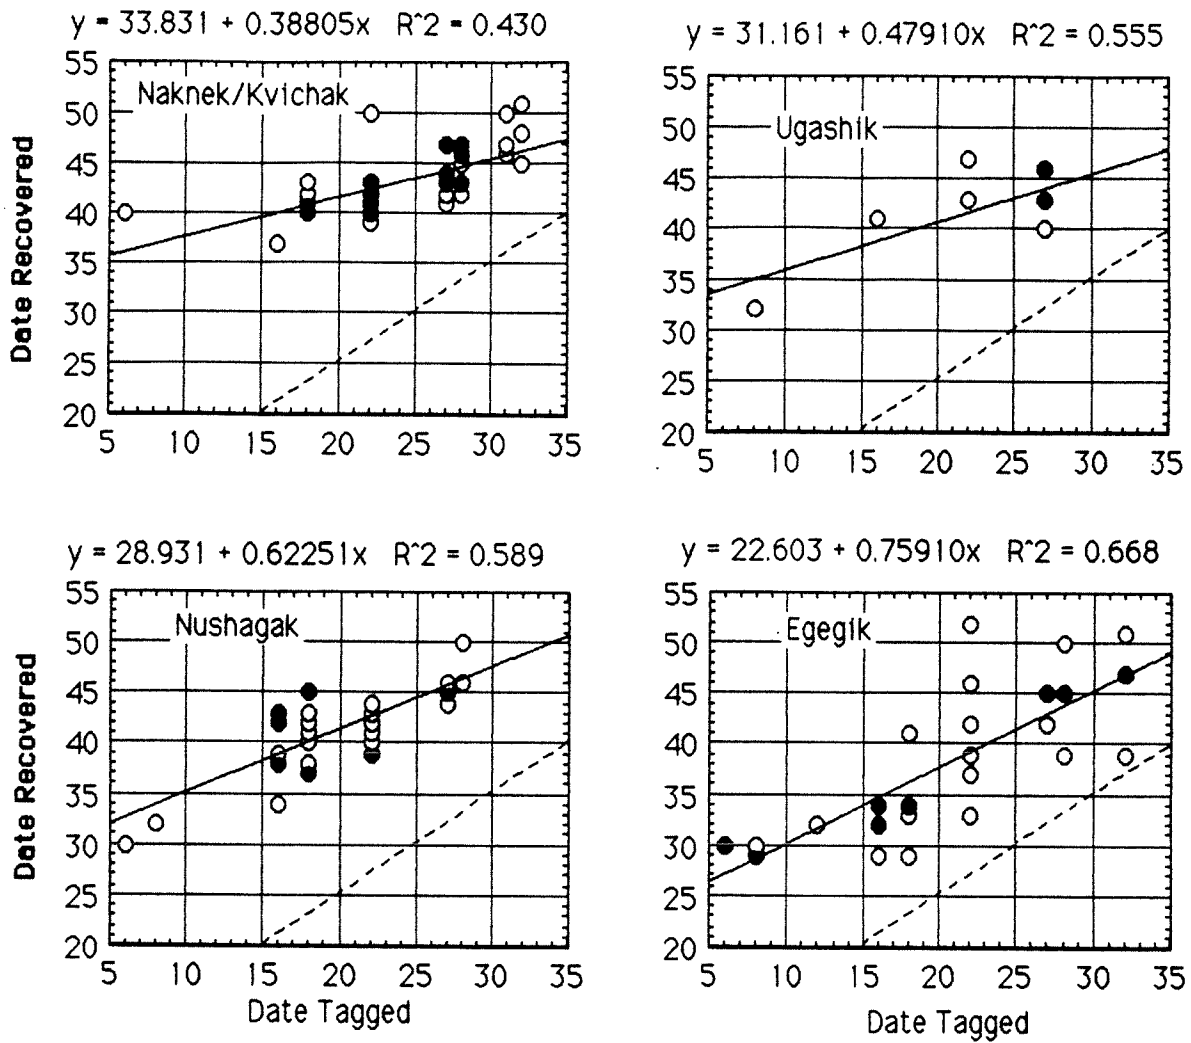 y = 33.831 + 0.38805x R^2 = 0.430
55
50
45
40
35
30
25
20
Naknek/Kvichak
Date Recovered
5 10 15 20 25 30 35
y = 31.161 + 0.47910x R^2 = 0.555
55
50
45
40
35
30
25
20
Ugashik
5 10 15 20 25 30 35
y = 28.931 + 0.62251x R^2 = 0.589
55
50
45
40
35
30
25
20
Nushagak
Date Recovered
5 10 15 20 25 30 35
Date Tagged
y = 22.603 + 0.75910x R^2 = 0.668
55
50
45
40
35
30
25
20
Egegik
5 10 15 20 25 30 35
Date Tagged